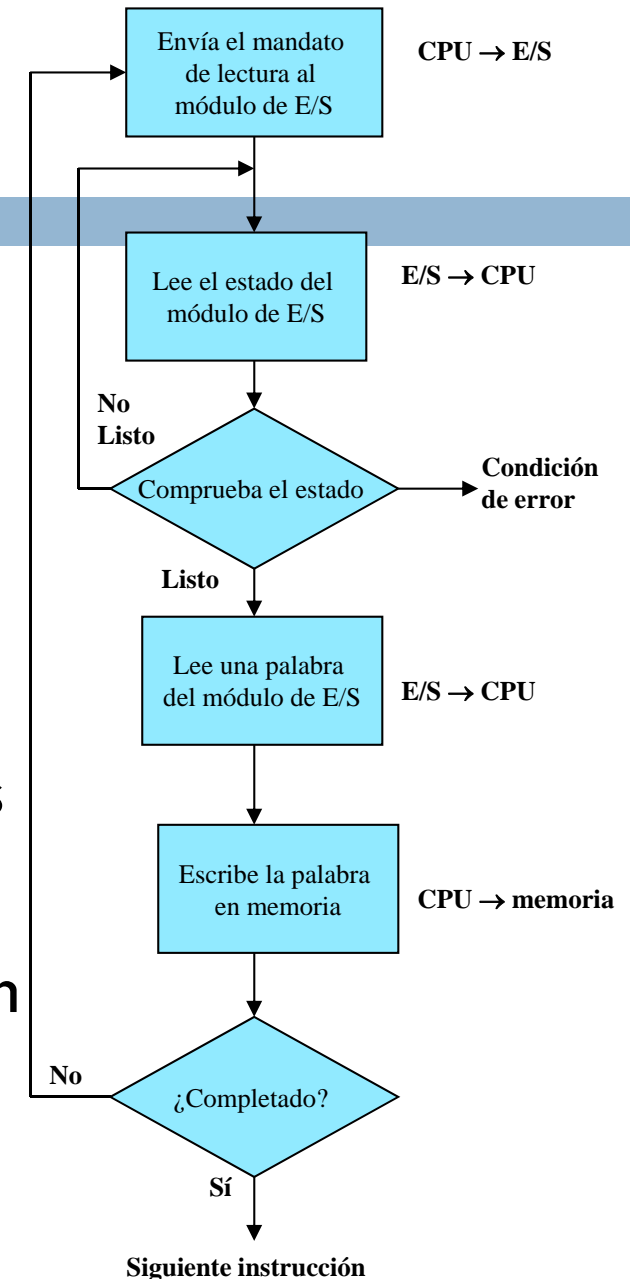 Envía el mandato
de lectura al
módulo de E/S
CPU → E/S
Lee el estado del
módulo de E/S
E/S → CPU
No
Listo
Comprueba el estado
Condición
de error
Listo
Lee una palabra
del módulo de E/S
E/S → CPU
s
Escribe la palabra
en memoria
CPU → memoria
n
No
¿Completado?
Sí
Siguiente instrucción